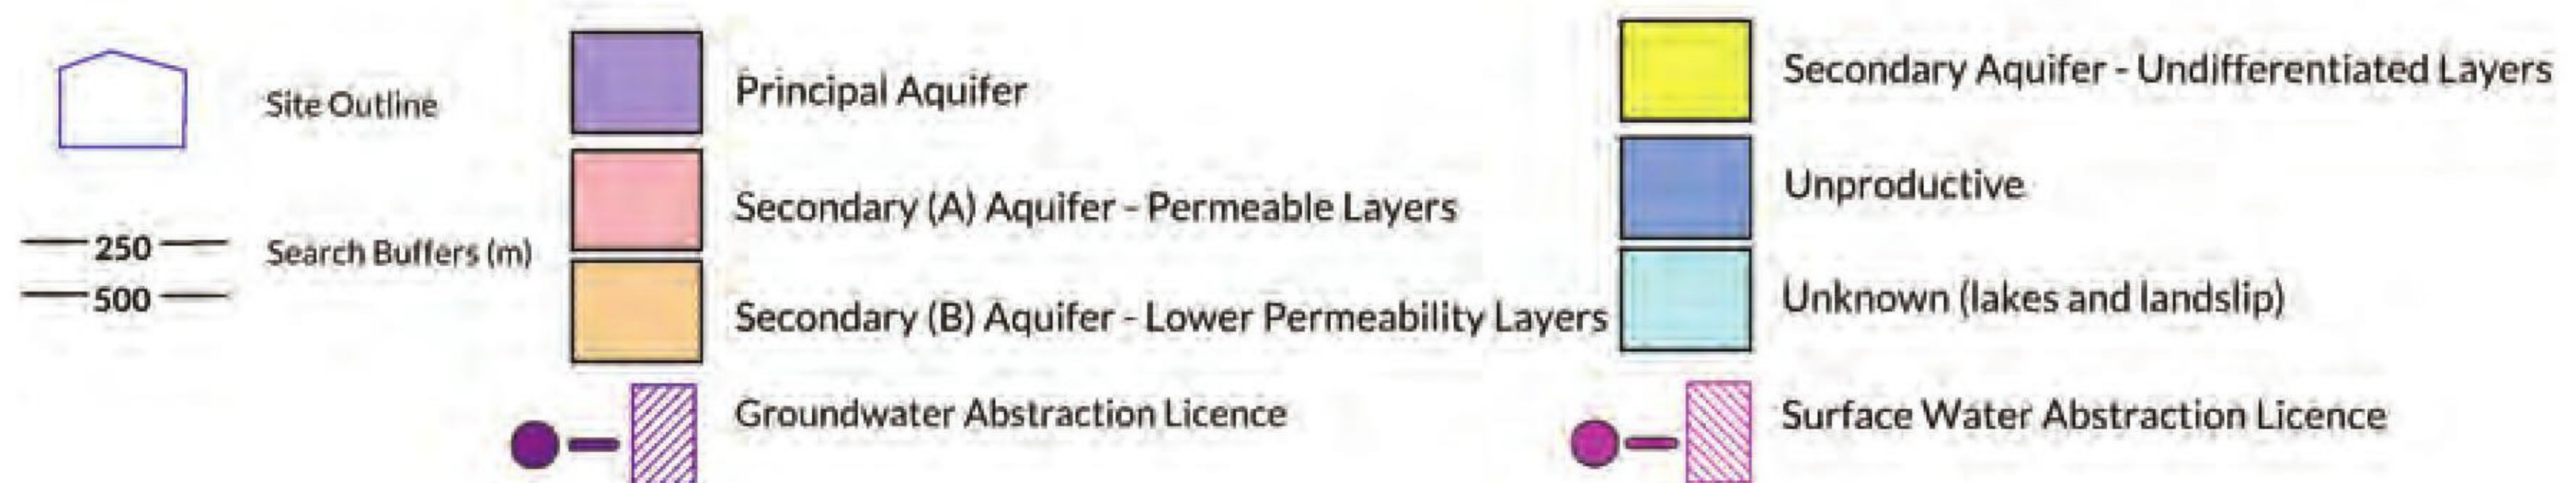 Site Outline
250
500
Search Buffers (m)
Principal Aquifer
Secondary (A) Aquifer - Permeable Layers
Secondary (B) Aquifer - Lower Permeability Layers
Groundwater Abstraction Licence
Secondary Aquifer - Undifferentiated Layers
Unproductive
Unknown (lakes and landslip)
Surface Water Abstraction Licence